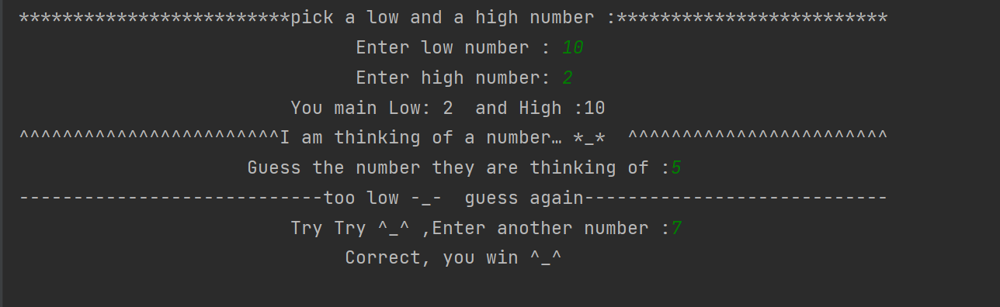 *************************pick a low and a high number :*************************
Enter low number : 10
Enter high number: 2
You main Low: 2  and High :10
^^^^^^^^^^^^^^^^^^^^^^^^I am thinking of a number… *_*  ^^^^^^^^^^^^^^^^^^^^^^^^
Guess the number they are thinking of :5
----------------------------too low -_-  guess again----------------------------
Try Try ^_^ ,Enter another number :7
Correct, you win ^_^